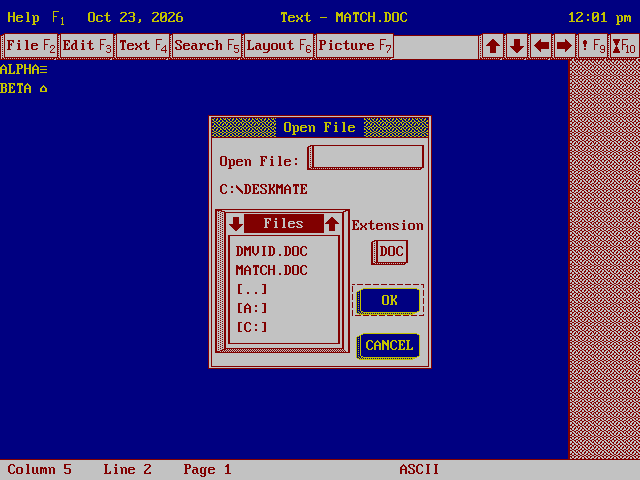 Help F1 Oct 23, 2026 Text - MATCH.DOC 12:01 pm
File F2 Edit F3 Text F4 Search F5 Layout F6 Picture F7 ! F9 F10
ALPHA≡
BETA ⌂
Open File
Open File:
C:\DESKMATE
Files
Extension
DMVID.DOC
DOC
MATCH.DOC
[..]
[A:]
[C:]
OK
CANCEL
Column 5 Line 2 Page 1 ASCII